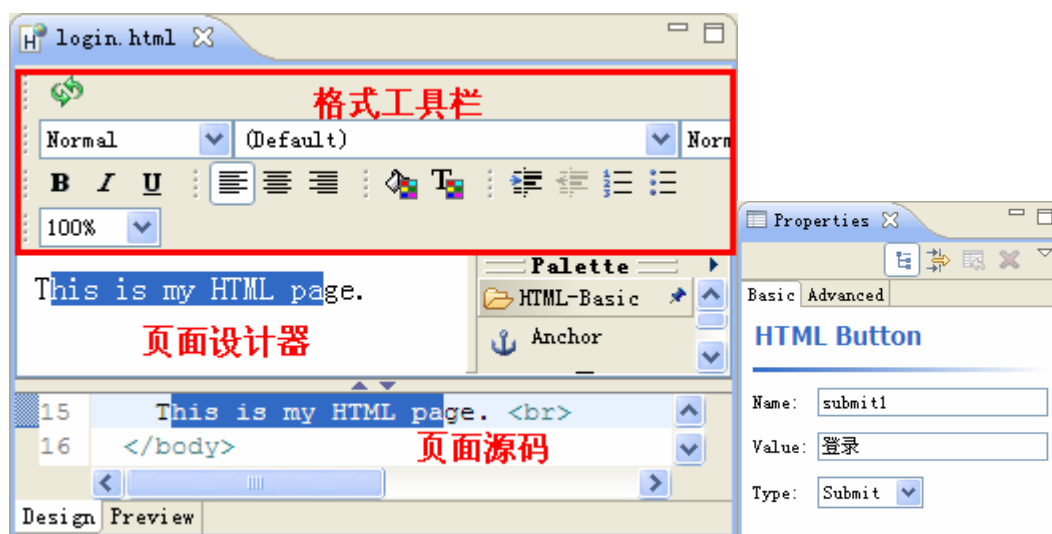 login.html
格式工具栏
Normal (Default) Norn
B I U
100%
This is my HTML page.
页面设计器
Palette
HTML-Basic
Anchor
15 This is my HTML page. <br>
16 </body>
页面源码
Design Preview
Properties
Basic Advanced
HTML Button
Name: submit1
Value: 登录
Type: Submit